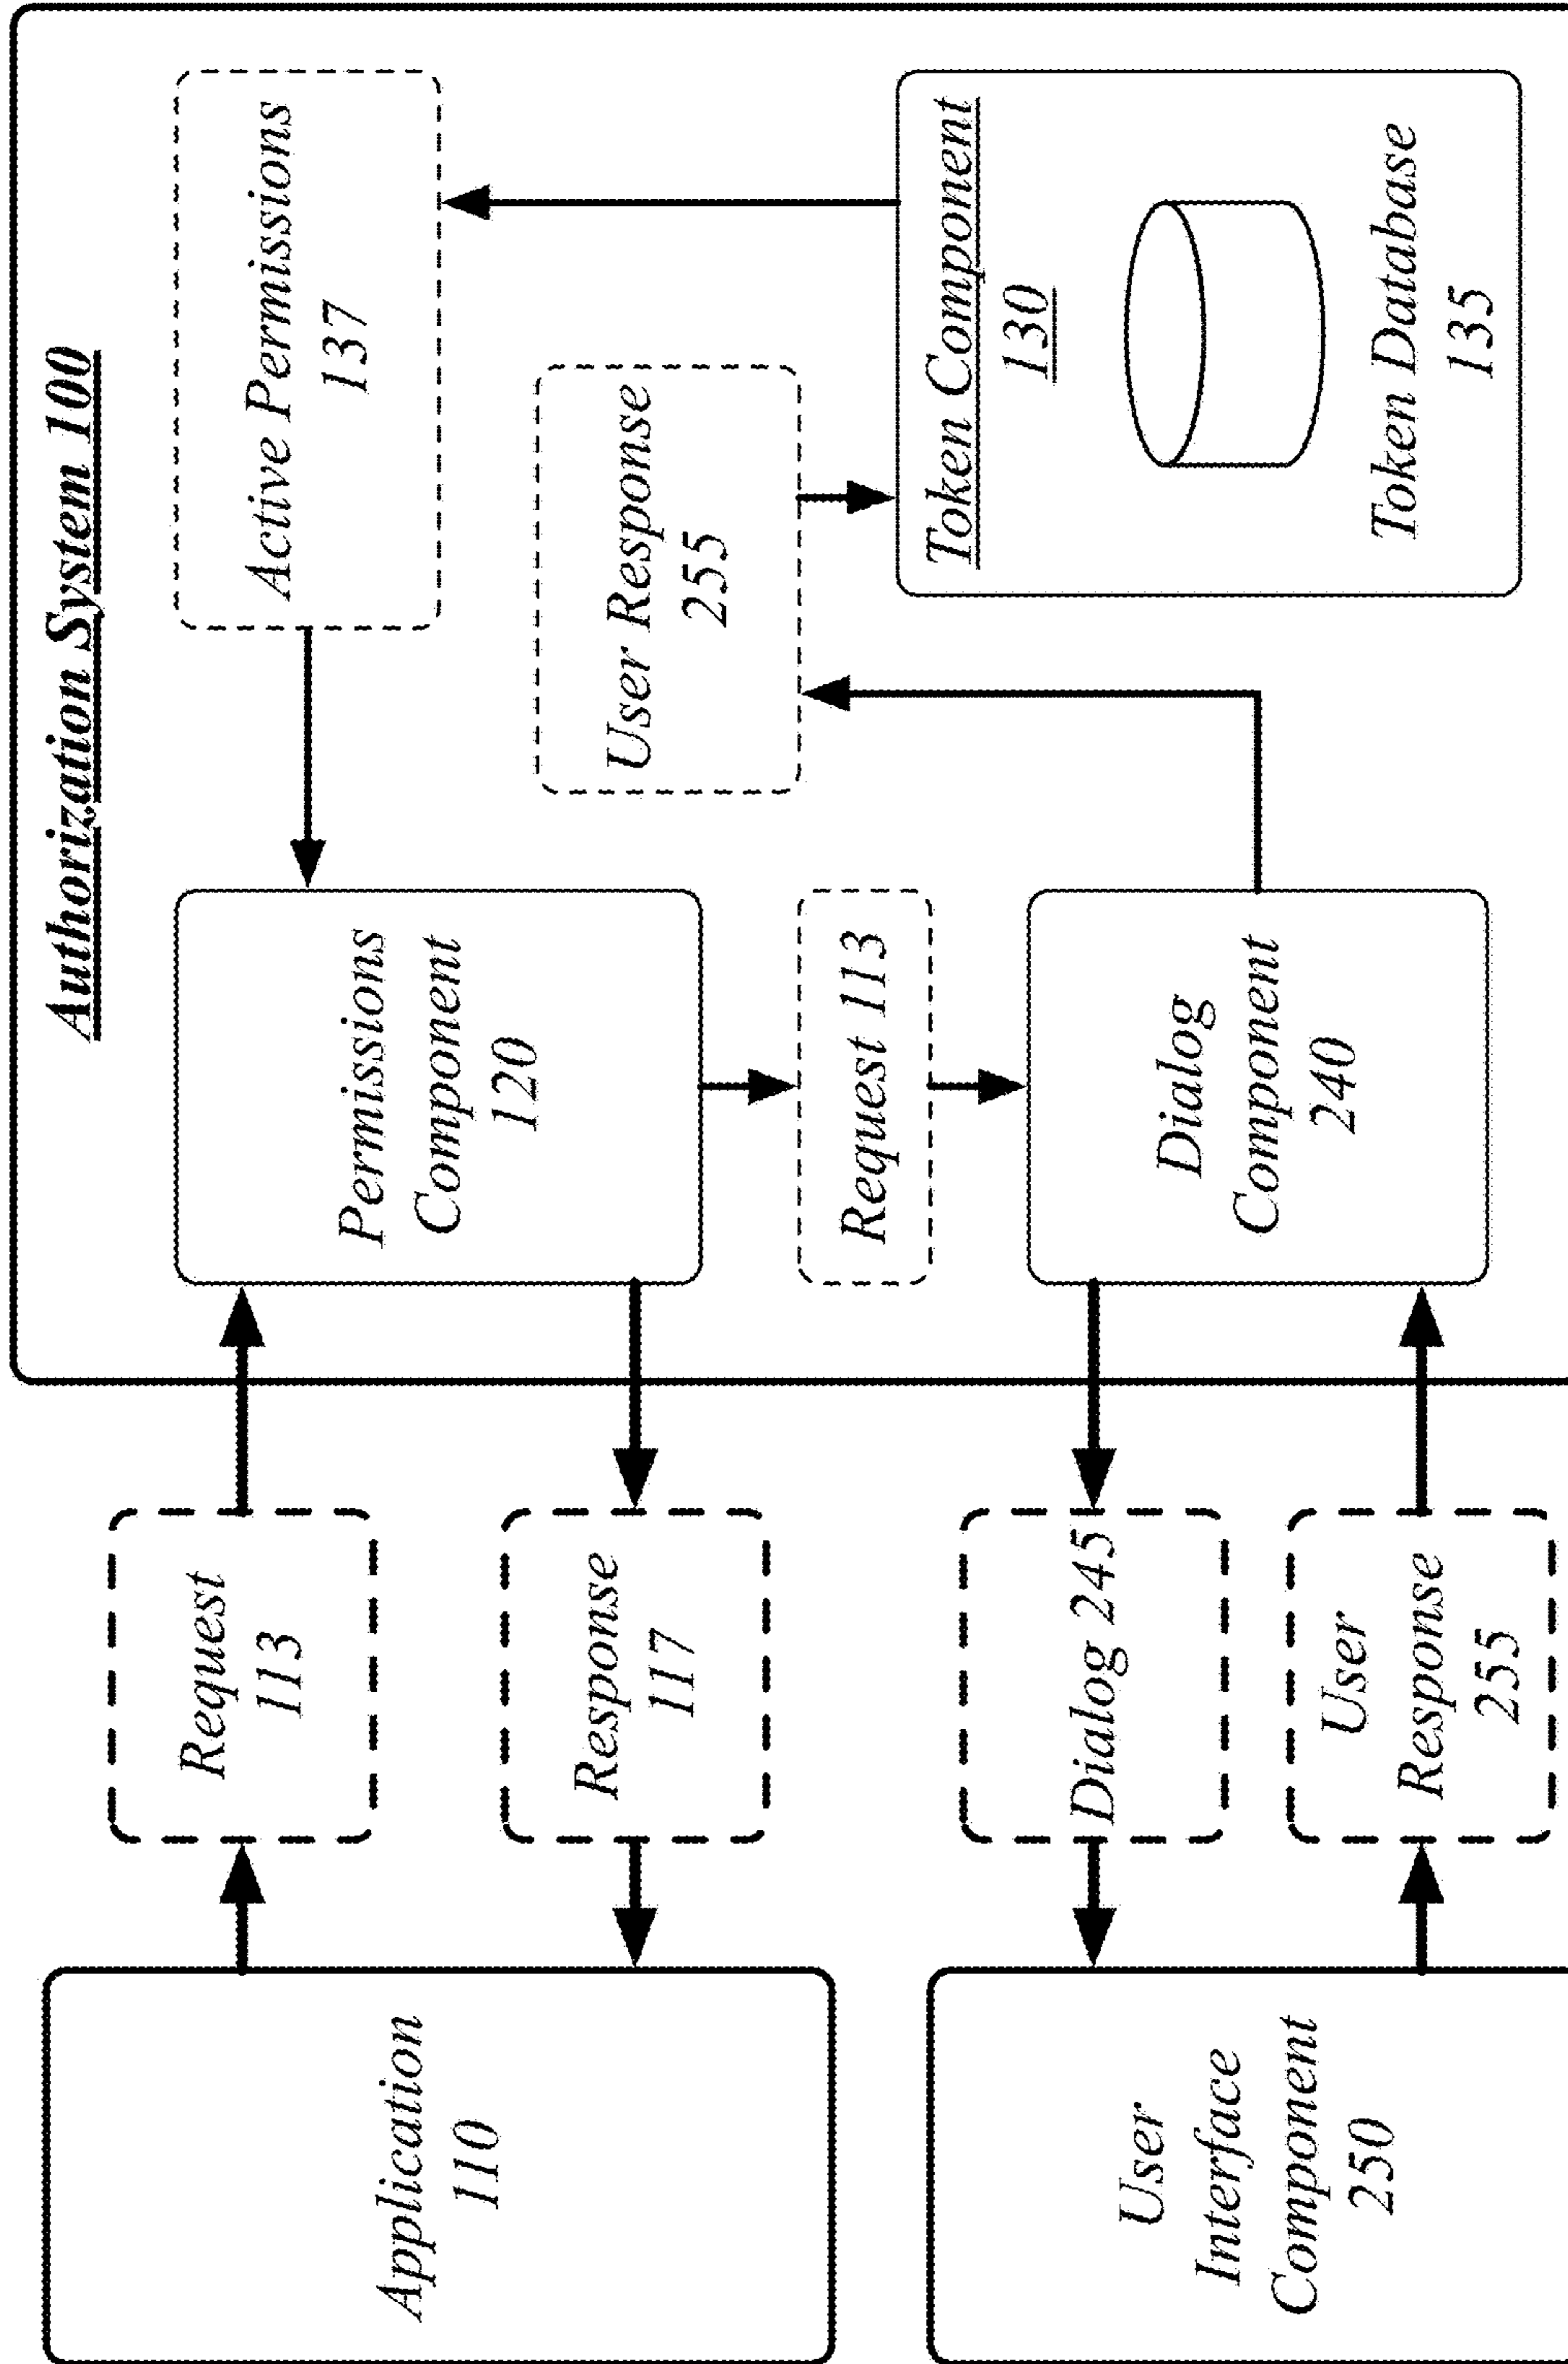 Authorization System 100
Application
110
Request
113
Response
117
Permissions
Component
120
Active Permissions
137
Request 113
User Response
255
User
Interface
Component
250
Dialog 245
User
Response
255
Dialog
Component
240
Token Component
130
Token Database
135